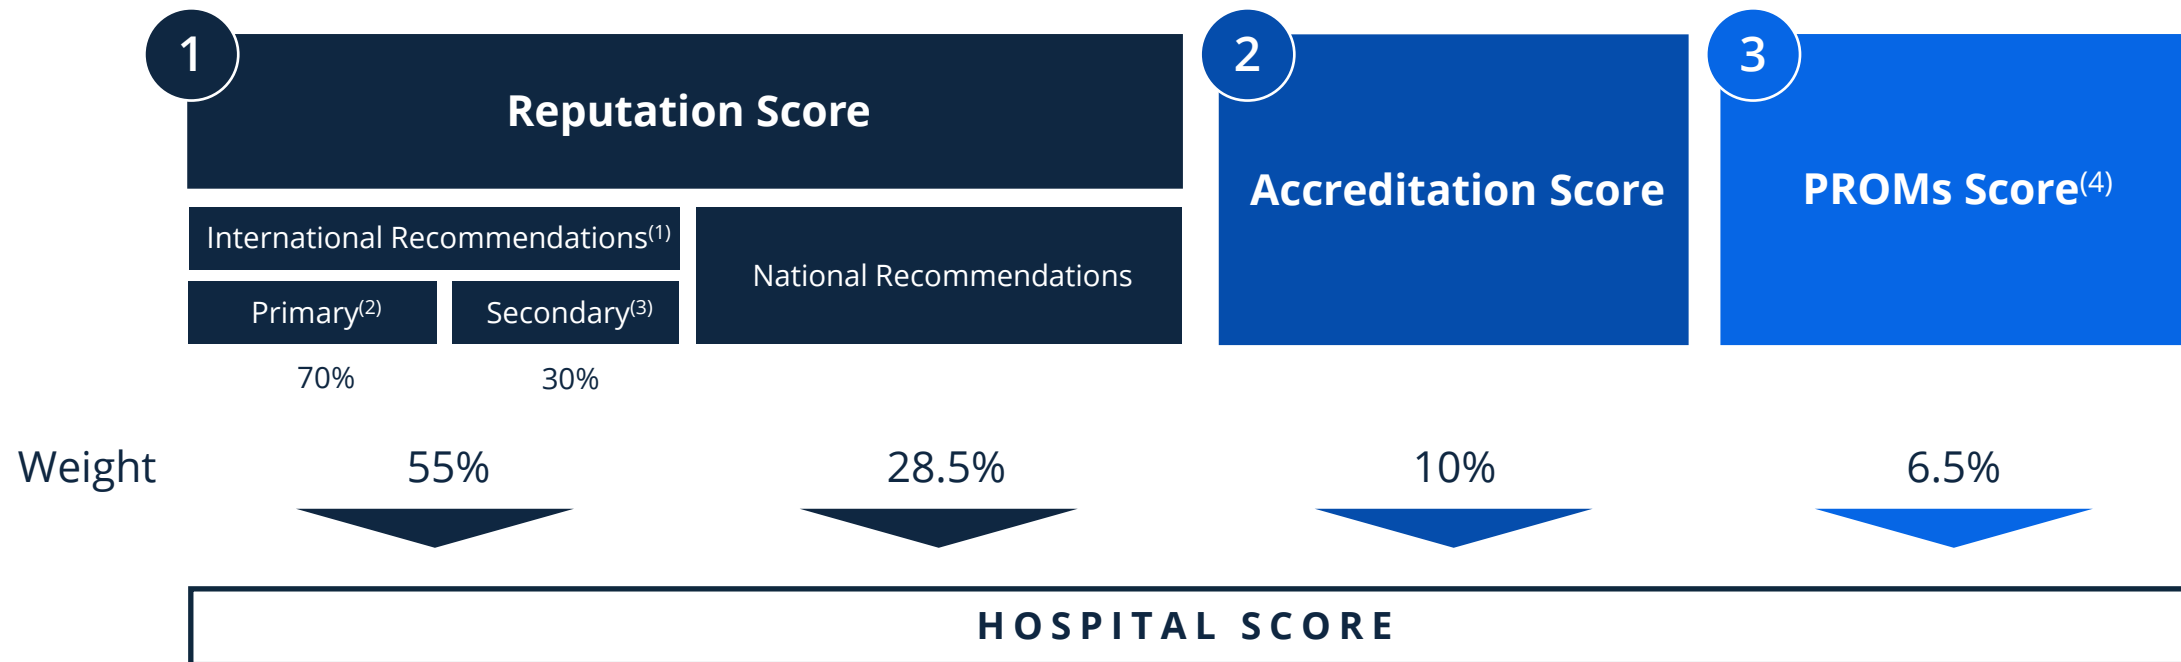 1
Reputation Score
International Recommendations(1)
Primary(2)
Secondary(3)
70%
30%
National Recommendations
2
Accreditation Score
3
PROMs Score(4)
Weight
55%
28.5%
10%
6.5%
HOSPITAL SCORE